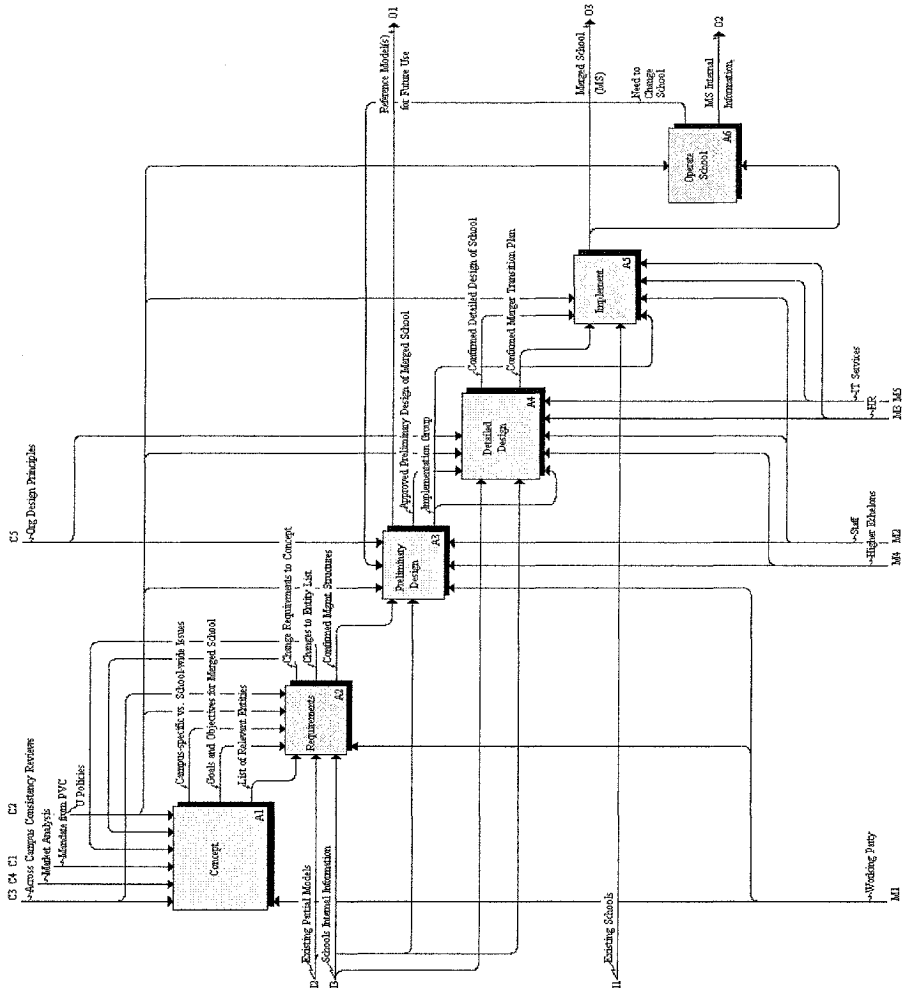 C3 C4 C1
C2
C5
Across Campus Consistency Reviews
Market Analysis
Mandate from PVC
U Policies
Org Design Principles
Concept
A1
Campus-specific vs. School-wide Issues
Goals and Objectives for Merged School
List of Relevant Entities
Requirements
A2
Change Requirements to Concept
Changes to Entity List
Confirmed Mgmt. Structures
Preliminary
Design
A3
Reference Model(s)
for Future Use
O1
Approved Preliminary Design of Merged School
Implementation Group
Detailed
Design
A4
Confirmed Detailed Design of School
Confirmed Merger Transition Plan
Implement
A5
Merged School
(MS)
O3
Operate
School
A6
Need to
Change
School
MS Internal
Information,
O2
I2
Existing Partial Models
I3
Schools Internal Information
I1
Existing Schools
Working Party
M1
Higher Echelons
M4
Staff
M2
HR
M3
IT Services
M5